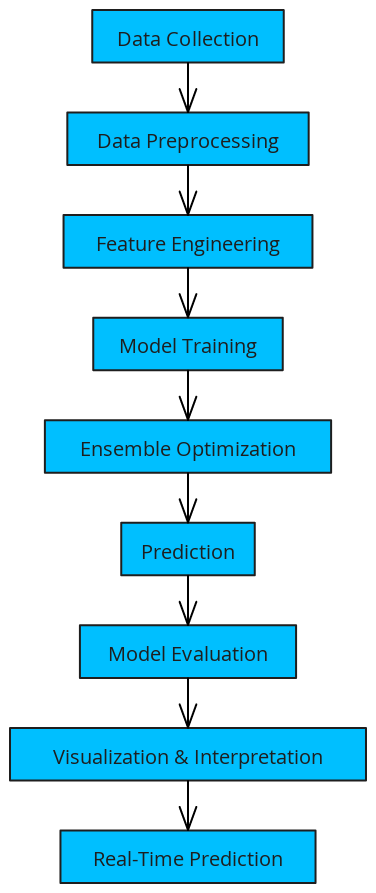 Data Collection
Data Preprocessing
Feature Engineering
Model Training
Ensemble Optimization
Prediction
Model Evaluation
Visualization & Interpretation
Real-Time Prediction